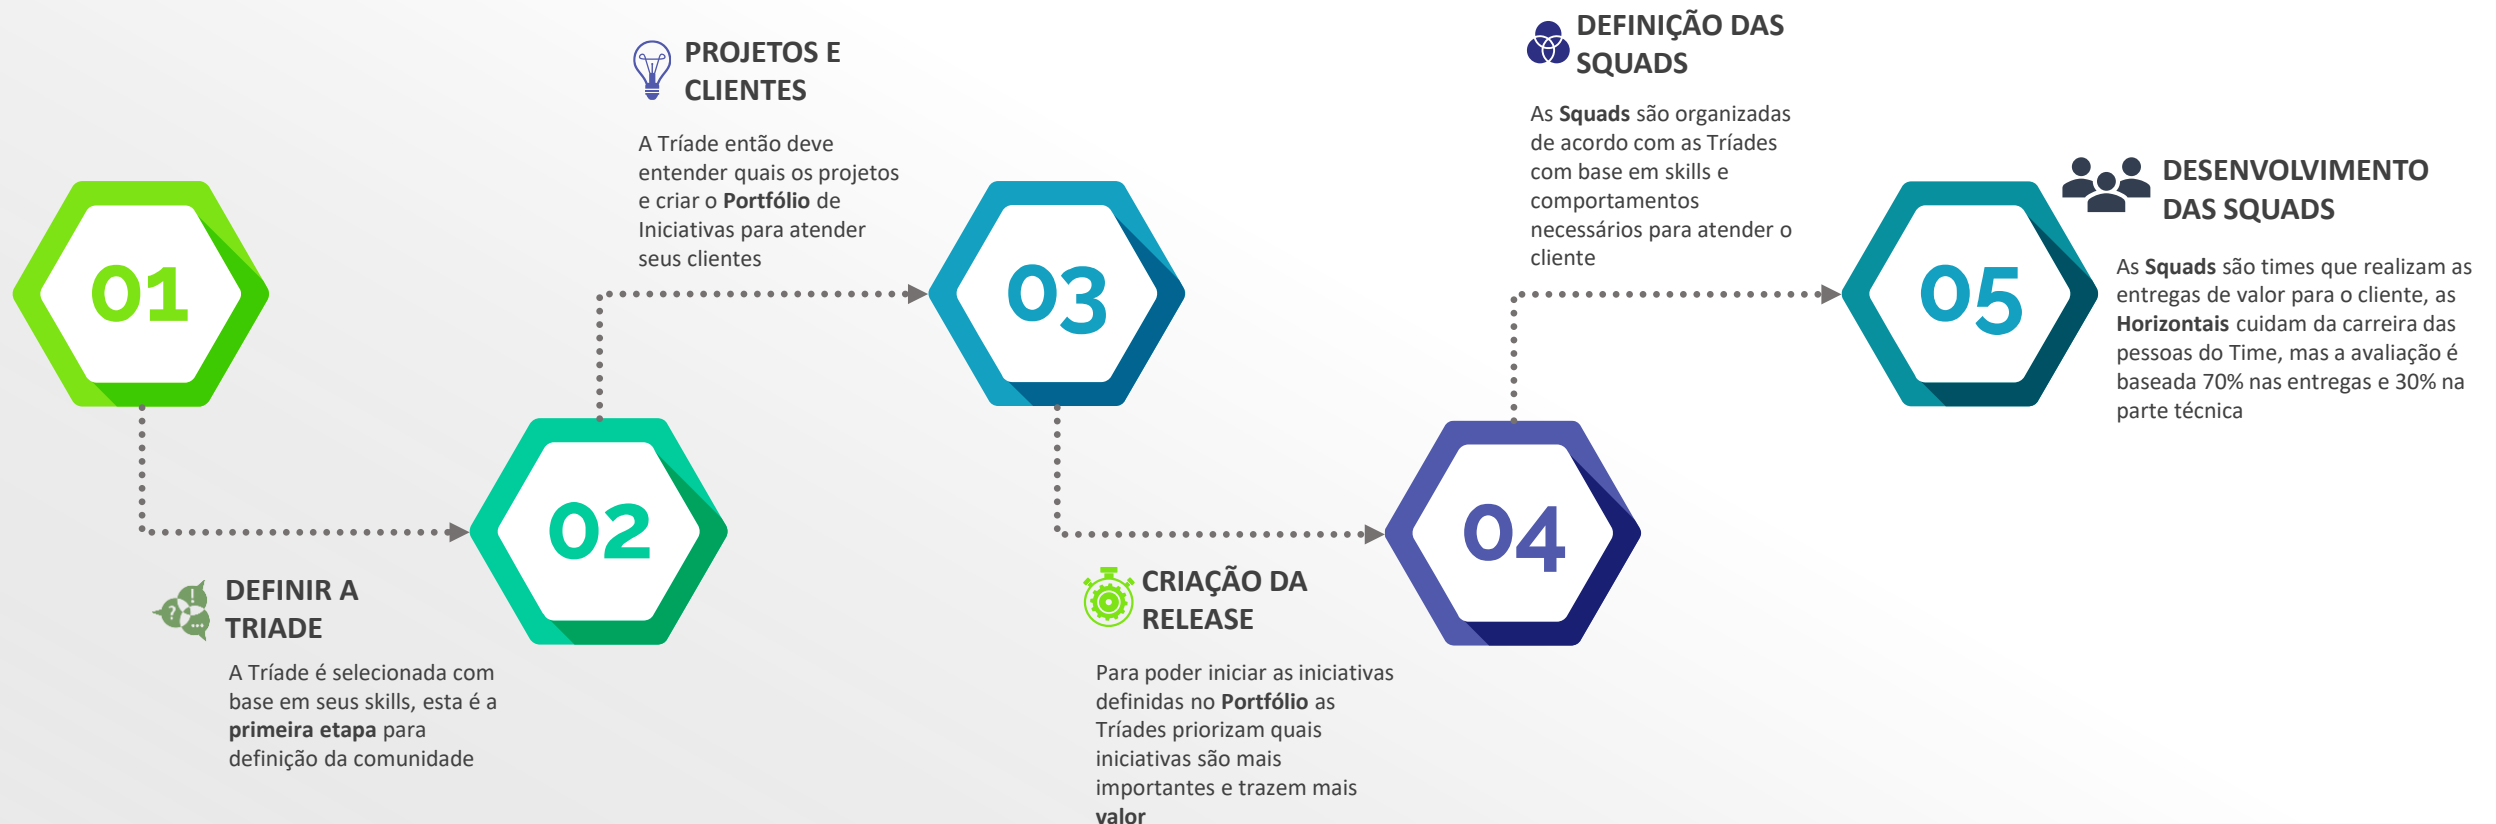 01
DEFINIR A
TRIADE
A Tríade é selecionada com
base em seus skills, esta é a
primeira etapa para
definição da comunidade
02
PROJETOS E
CLIENTES
A Tríade então deve
entender quais os projetos
e criar o Portfólio de
Iniciativas para atender
seus clientes
03
CRIAÇÃO DA
RELEASE
Para poder iniciar as iniciativas
definidas no Portfólio as
Tríades priorizam quais
iniciativas são mais
importantes e trazem mais
valor
04
DEFINIÇÃO DAS
SQUADS
As Squads são organizadas
de acordo com as Tríades
com base em skills e
comportamentos
necessários para atender o
cliente
05
DESENVOLVIMENTO
DAS SQUADS
As Squads são times que realizam as
entregas de valor para o cliente, as
Horizontais cuidam da carreira das
pessoas do Time, mas a avaliação é
baseada 70% nas entregas e 30% na
parte técnica